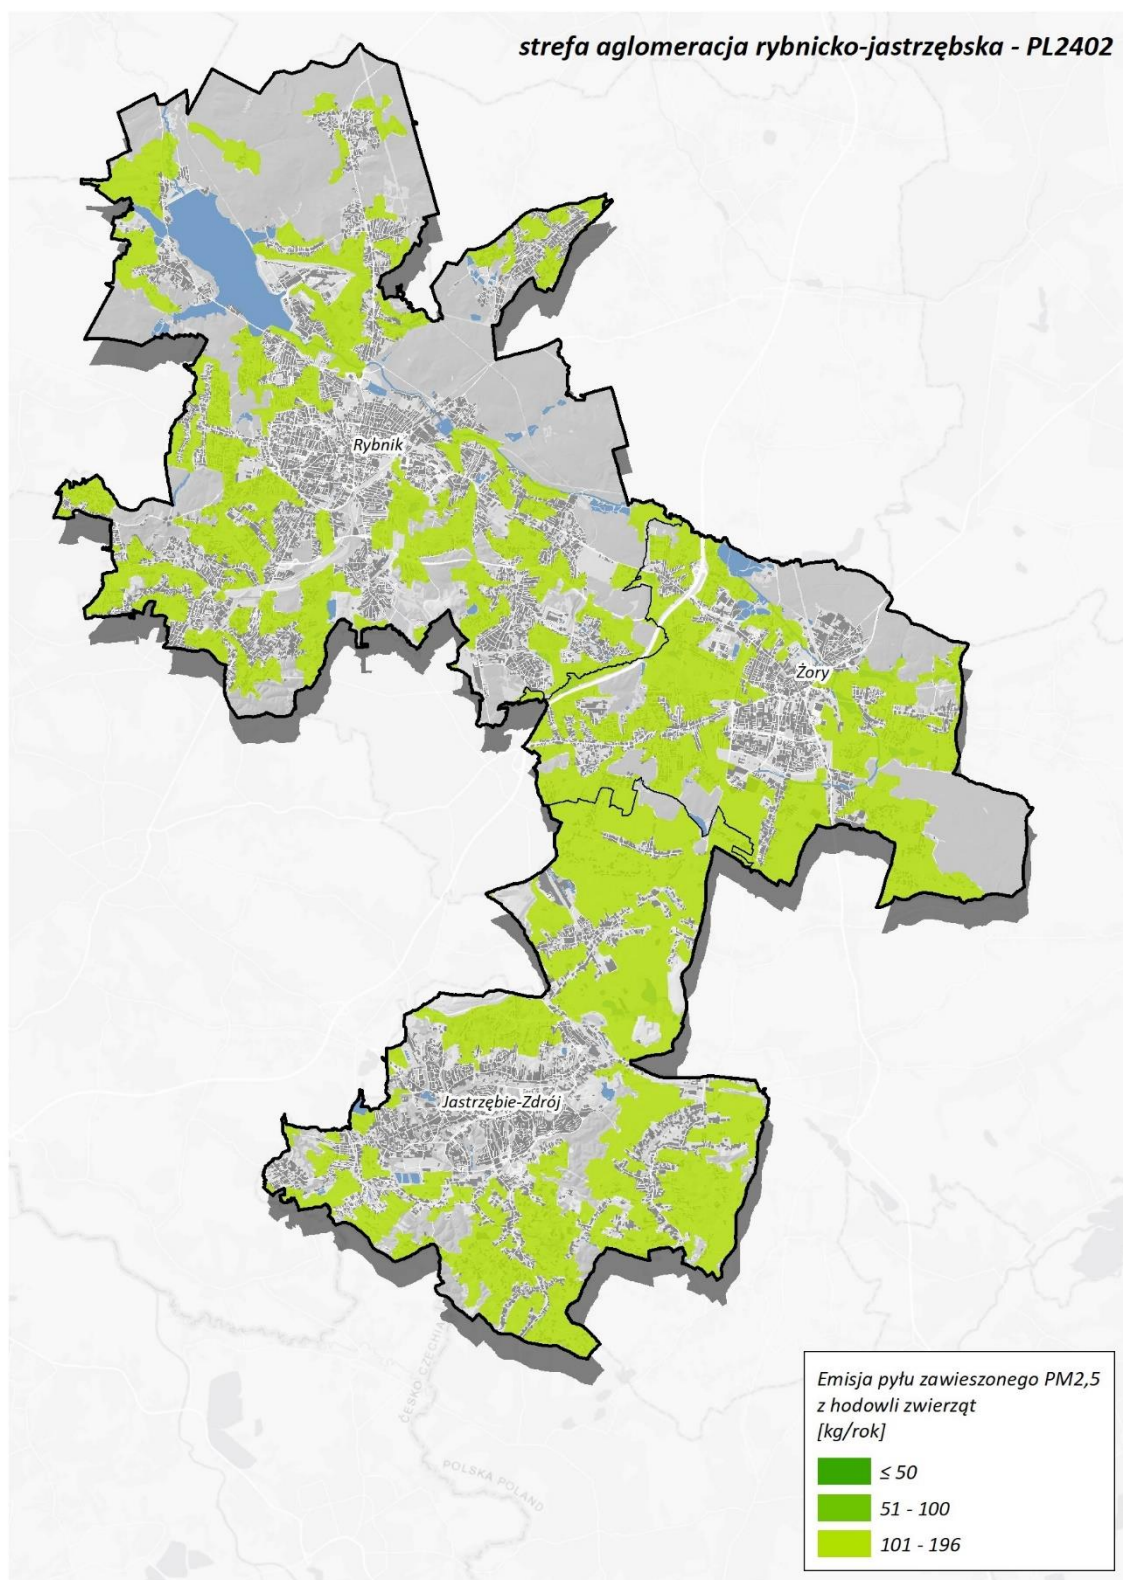 strefa aglomeracja rybnicko-jastrzębska - PL2402
Rybnik
Żory
Jastrzębie-Zdrój
ČESKO CZECHIA
POLSKA POLAND
Emisja pyłu zawieszonego PM2,5
z hodowli zwierząt
[kg/rok]
≤ 50
51 - 100
101 - 196